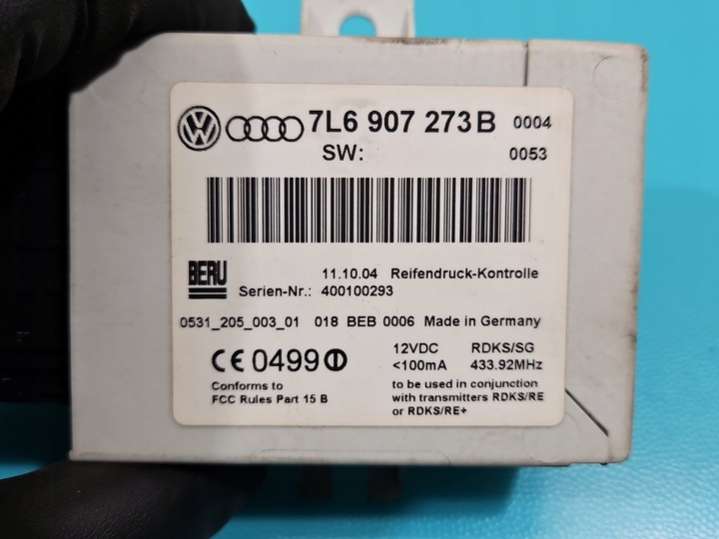 7L6 907 273 B 0004
SW: 0053
BERU
11.10.04 Reifendruck-Kontrolle
Serien-Nr.: 400100293
0531_205_003_01 018 BEB 0006 Made in Germany
CE 0499
12VDC RDKS/SG
<100mA 433.92MHz
Conforms to
FCC Rules Part 15 B
to be used in conjunction
with transmitters RDKS/RE
or RDKS/RE+